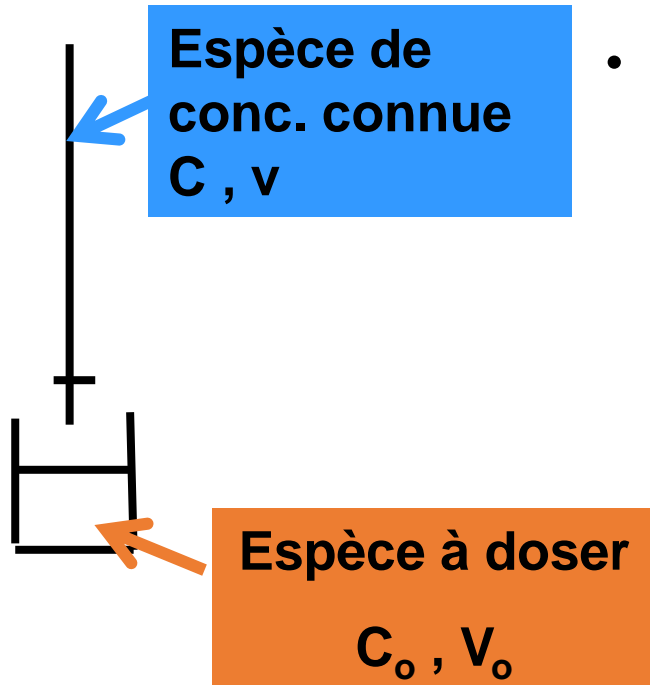 Espèce de
conc. connue
C , v
•
Espèce à doser
Cₒ , Vₒ